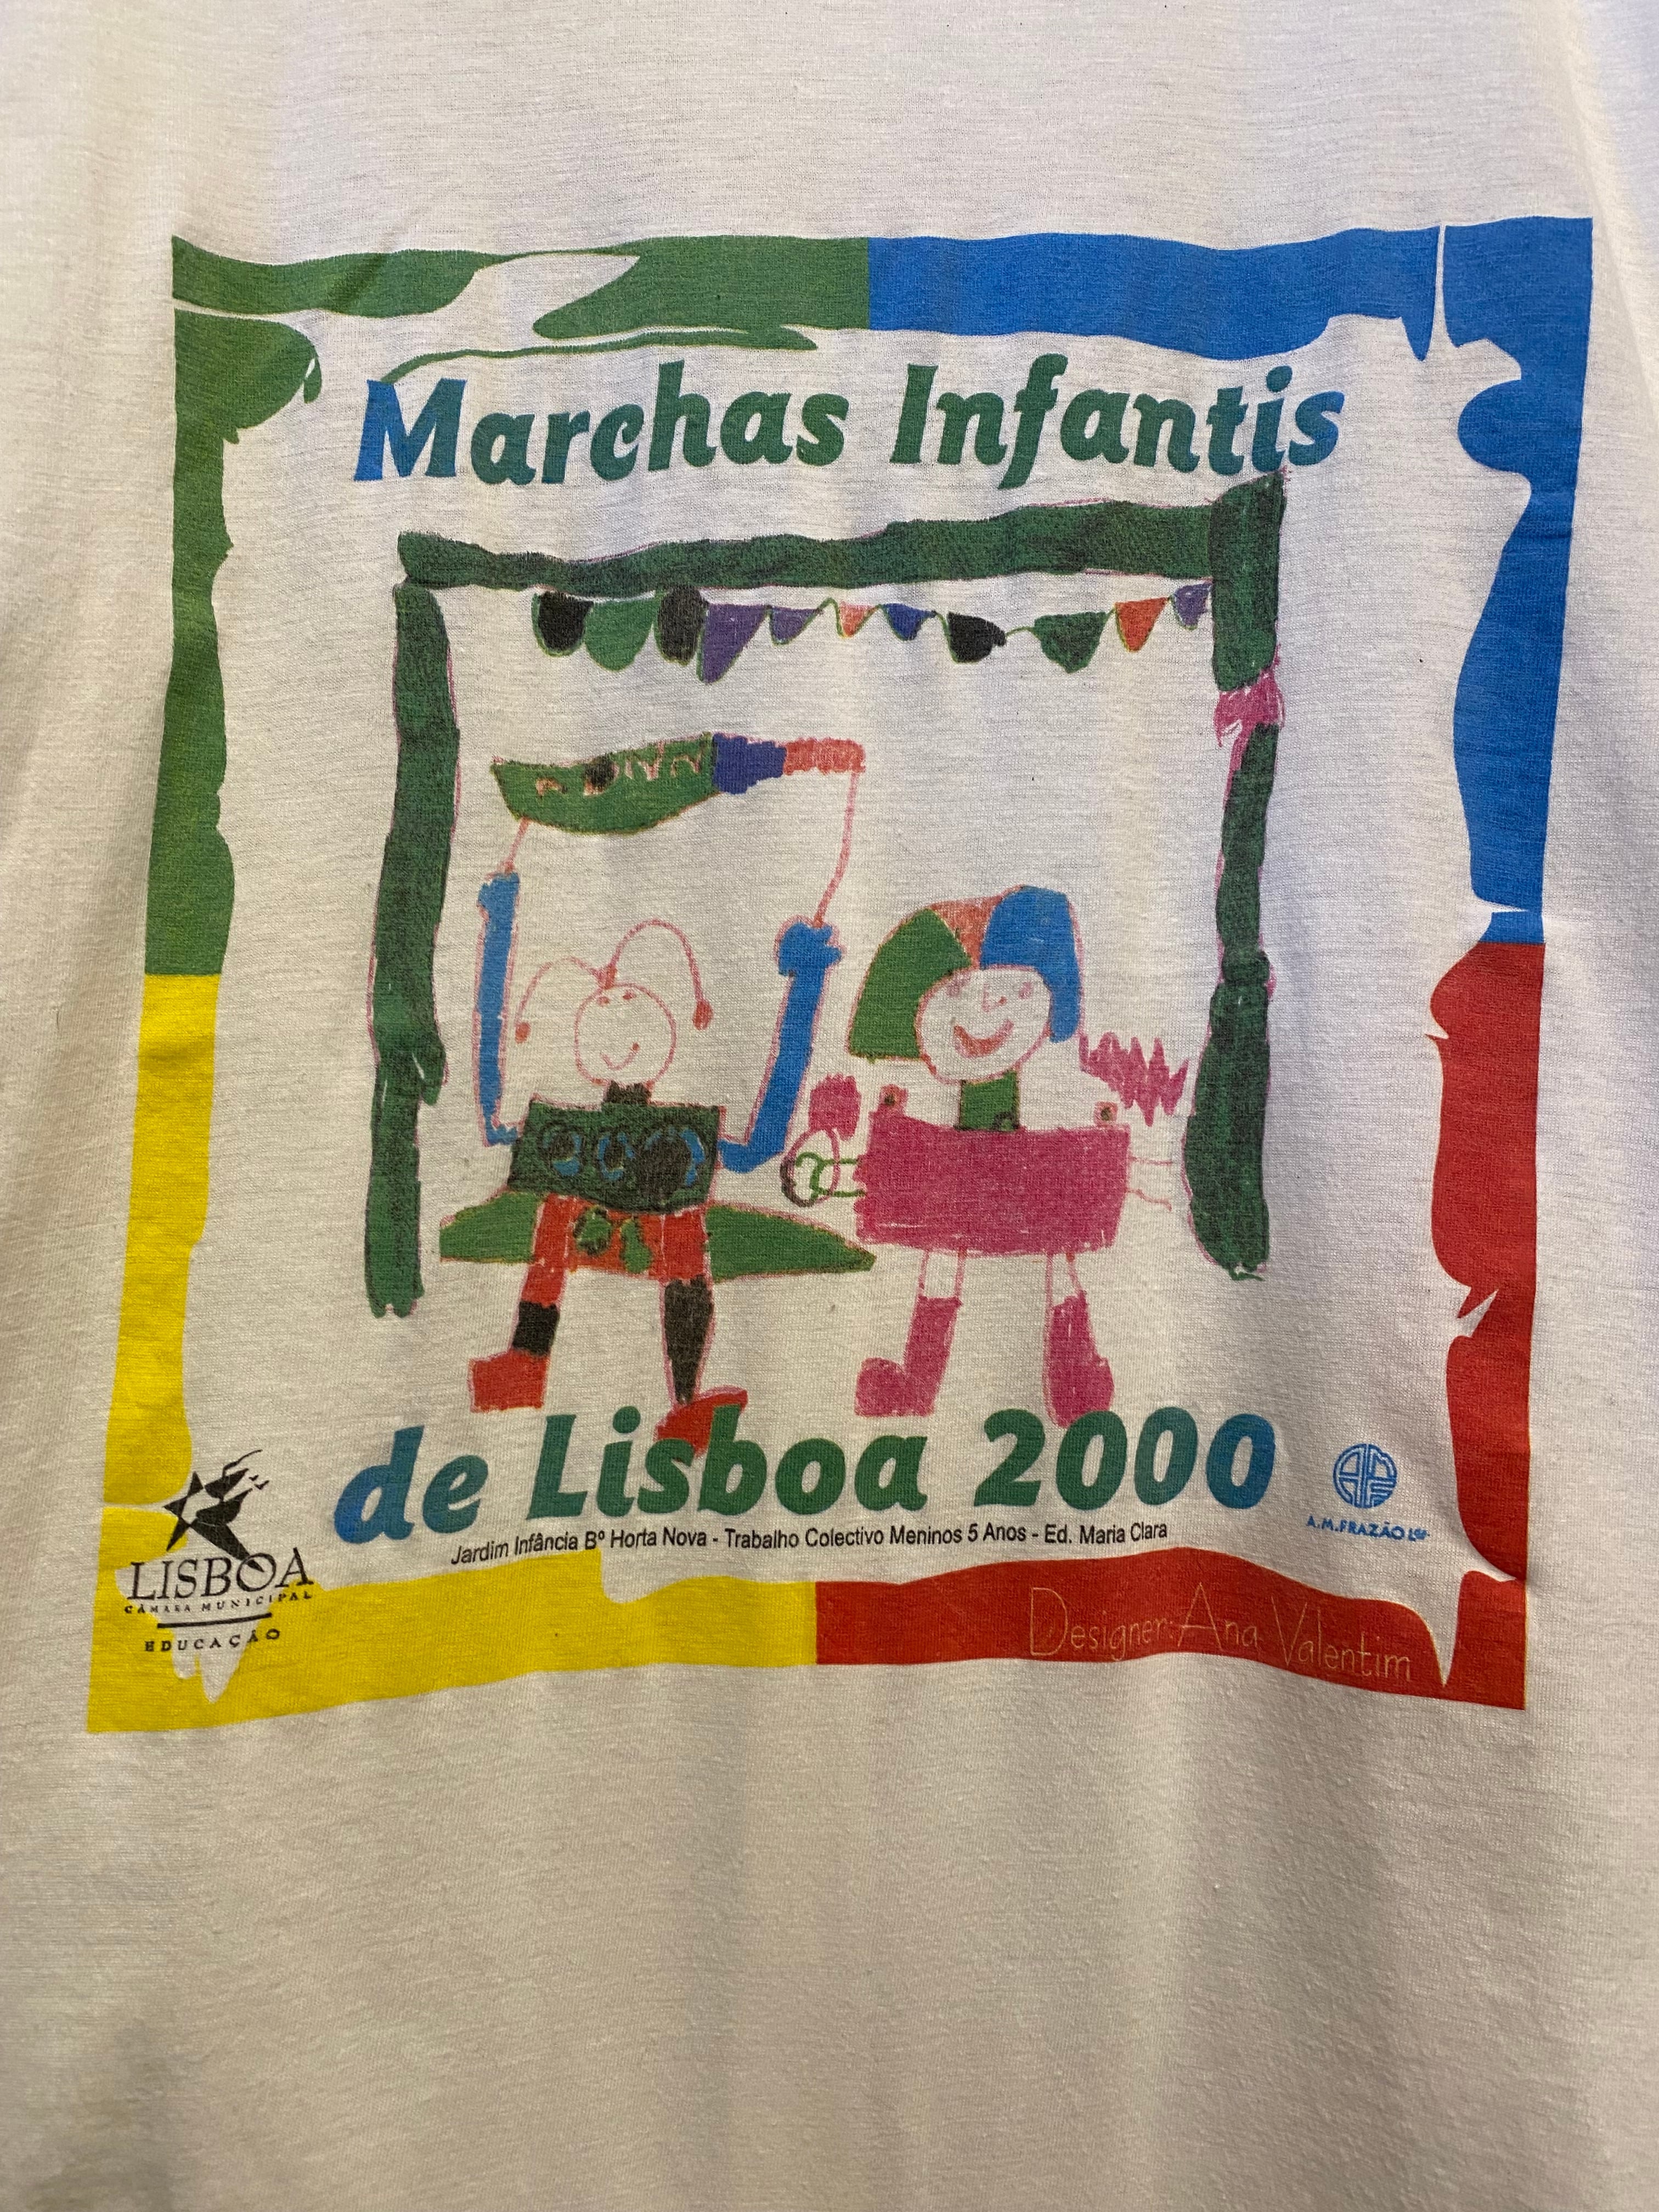 Marchas Infantis
de Lisboa 2000
Jardim Infância Bº Horta Nova - Trabalho Colectivo Meninos 5 Anos - Ed. Maria Clara
A.M.FRAZÃO Lda
LISBOA
CÂMARA MUNICIPAL
EDUCAÇÃO
Designer: Ana Valentim